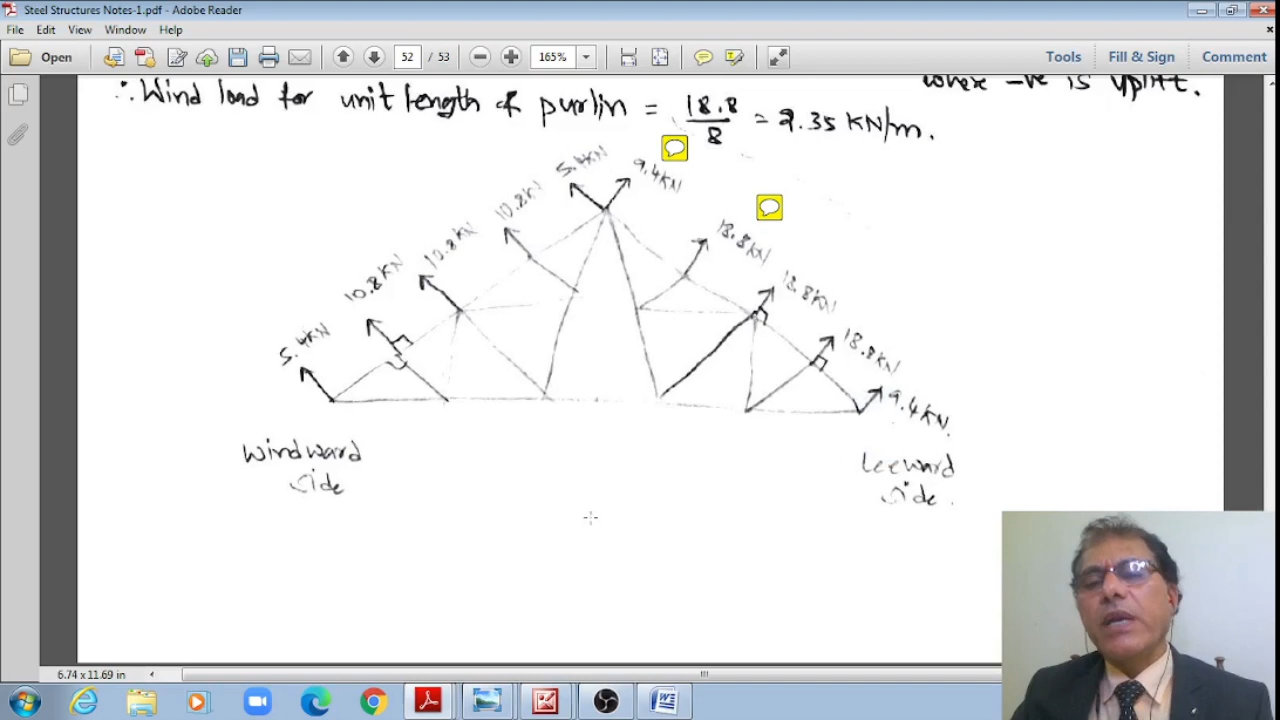 Steel Structures Notes-1.pdf - Adobe Reader
File Edit View Window Help
Open 52 / 53 165% Tools Fill & Sign Comment
where -ve is uplift.
∴ Wind load for unit length of purlin = 18.8/8 = 2.35 KN/m.
5.4KN 9.4KN
10.8KN 18.8KN
10.8KN 18.8KN
10.8KN 18.8KN
5.4KN 9.4KN.
Windward Side
Leeward Side.
6.74 x 11.69 in
W